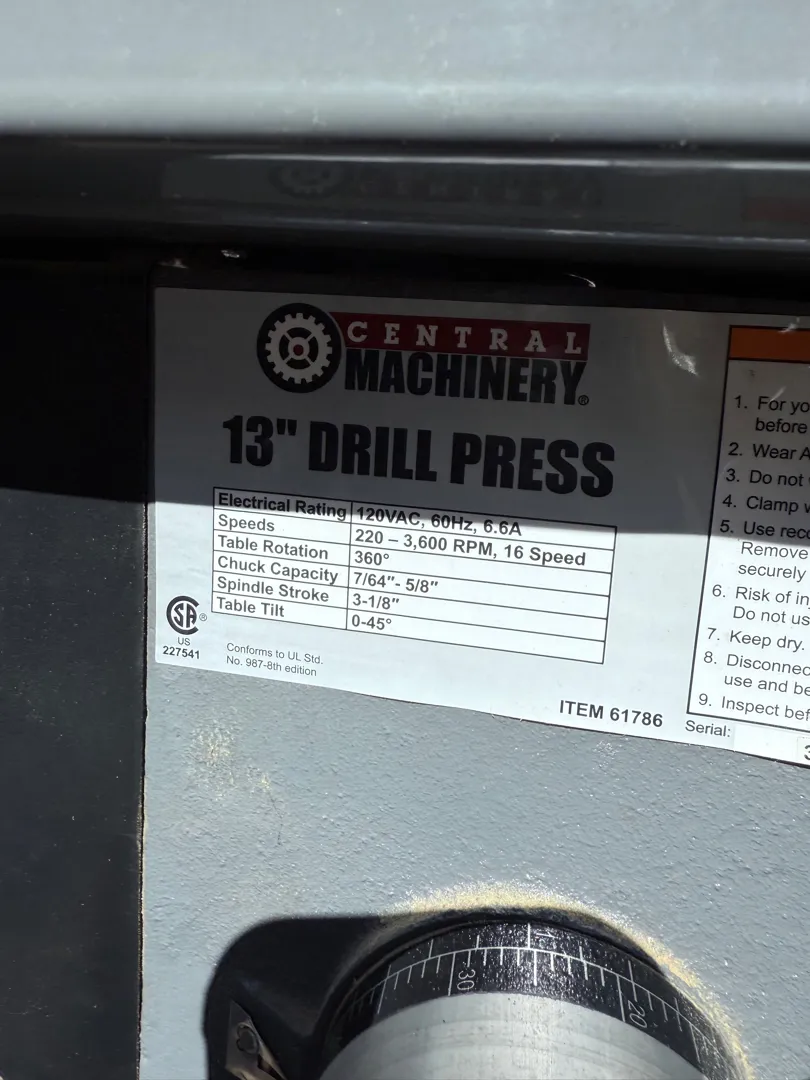 CENTRAL
MACHINERY®
13" DRILL PRESS
Electrical Rating 120VAC, 60Hz, 6.6A
Speeds 220 – 3,600 RPM, 16 Speed
Table Rotation 360°
Chuck Capacity 7/64"- 5/8"
Spindle Stroke 3-1/8"
Table Tilt 0-45°
SA®
US
227541
Conforms to UL Std.
No. 987-8th edition
ITEM 61786
1. For yo
before
2. Wear A
3. Do not
4. Clamp
5. Use reco
Remove
securely
6. Risk of in
Do not us
7. Keep dry.
8. Disconnec
use and be
9. Inspect bef
Serial:
30
20